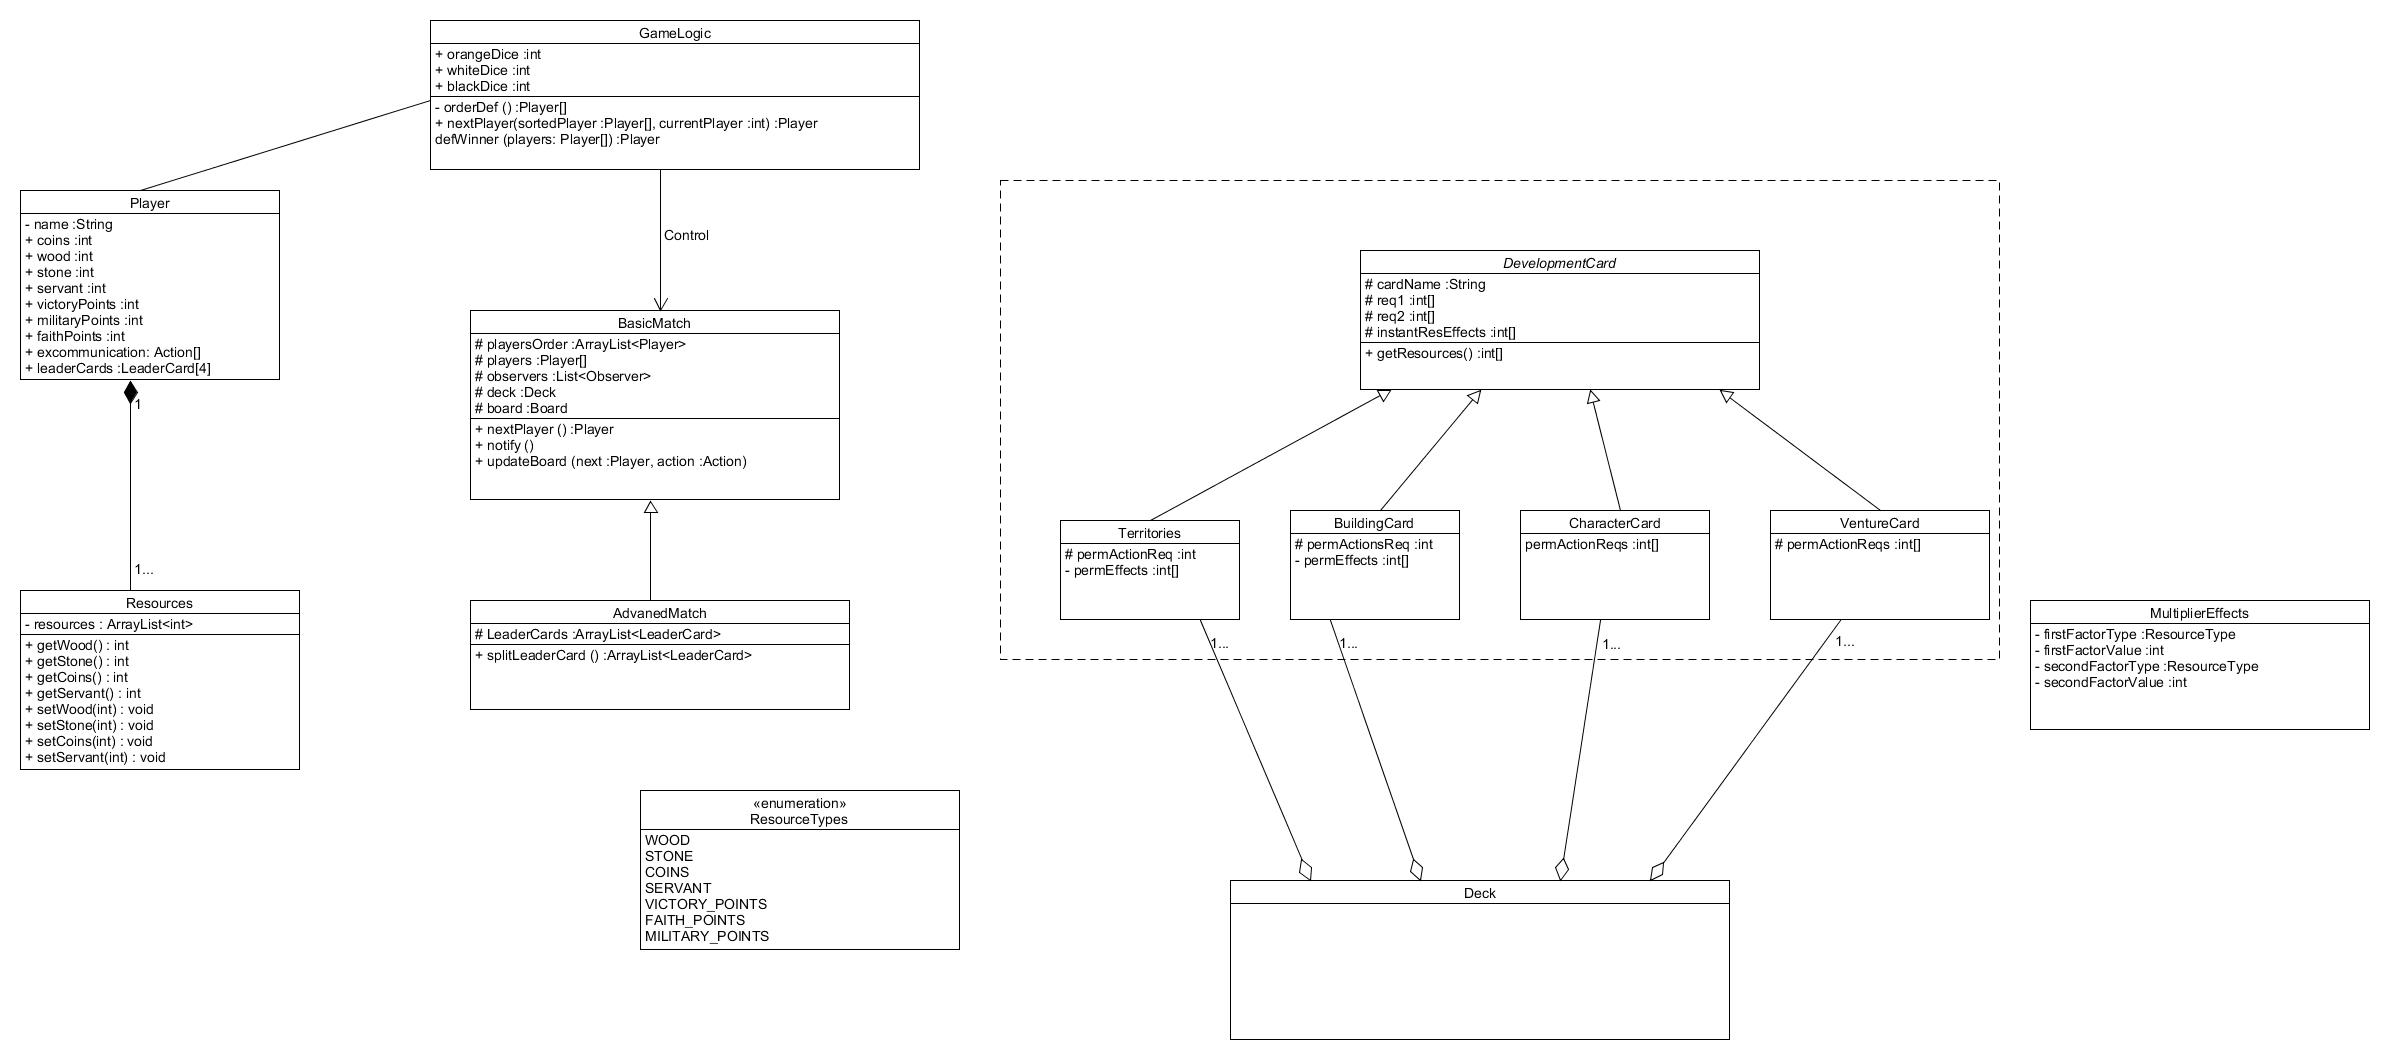 GameLogic
+ orangeDice :int
+ whiteDice :int
+ blackDice :int
- orderDef () :Player[]
+ nextPlayer(sortedPlayer :Player[], currentPlayer :int) :Player
defWinner (players: Player[]) :Player
Player
- name :String
+ coins :int
+ wood :int
+ stone :int
+ servant :int
+ victoryPoints :int
+ militaryPoints :int
+ faithPoints :int
+ excommunication: Action[]
+ leaderCards :LeaderCard[4]
1
1...
Resources
- resources : ArrayList<int>
+ getWood() : int
+ getStone() : int
+ getCoins() : int
+ getServant() : int
+ setWood(int) : void
+ setStone(int) : void
+ setCoins(int) : void
+ setServant(int) : void
Control
BasicMatch
# playersOrder :ArrayList<Player>
# players :Player[]
# observers :List<Observer>
# deck :Deck
# board :Board
+ nextPlayer () :Player
+ notify ()
+ updateBoard (next :Player, action :Action)
AdvanedMatch
# LeaderCards :ArrayList<LeaderCard>
+ splitLeaderCard () :ArrayList<LeaderCard>
«enumeration»
ResourceTypes
WOOD
STONE
COINS
SERVANT
VICTORY_POINTS
FAITH_POINTS
MILITARY_POINTS
DevelopmentCard
# cardName :String
# req1 :int[]
# req2 :int[]
# instantResEffects :int[]
+ getResources() :int[]
Territories
# permActionReq :int
- permEffects :int[]
BuildingCard
# permActionsReq :int
- permEffects :int[]
CharacterCard
permActionReqs :int[]
VentureCard
# permActionReqs :int[]
1...
1...
1...
1...
MultiplierEffects
- firstFactorType :ResourceType
- firstFactorValue :int
- secondFactorType :ResourceType
- secondFactorValue :int
Deck